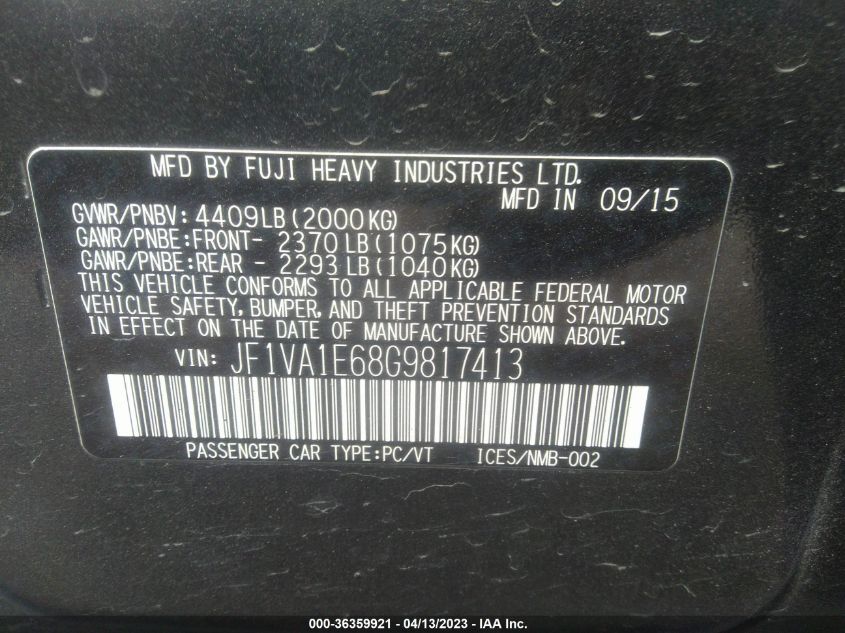 MFD BY FUJI HEAVY INDUSTRIES LTD.
MFD IN 09/15
GVWR/PNBV: 4409LB(2000KG)
GAWR/PNBE:FRONT- 2370LB(1075KG)
GAWR/PNBE:REAR - 2293LB(1040KG)
THIS VEHICLE CONFORMS TO ALL APPLICABLE FEDERAL MOTOR
VEHICLE SAFETY, BUMPER, AND THEFT PREVENTION STANDARDS
IN EFFECT ON THE DATE OF MANUFACTURE SHOWN ABOVE.
VIN: JF1VA1E68G9817413
PASSENGER CAR TYPE:PC/VT ICES/NMB-002
000-36359921 - 04/13/2023 - IAA Inc.